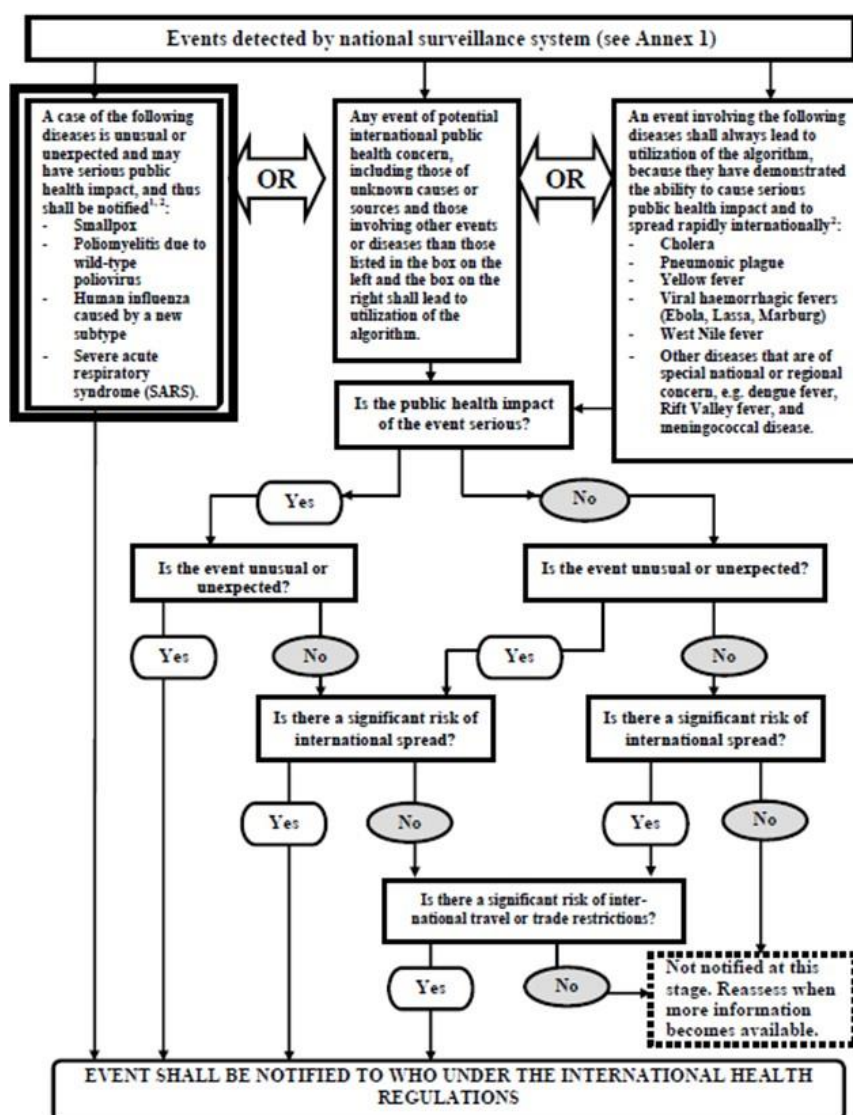 Events detected by national surveillance system (see Annex 1)
A case of the following
diseases is unusual or
unexpected and may
have serious public
health impact, and thus
shall be notified1, 2:
- Smallpox
- Poliomyelitis due to
wild-type
poliovirus
- Human influenza
caused by a new
subtype
- Severe acute
respiratory
syndrome (SARS).
OR
Any event of potential
international public
health concern,
including those of
unknown causes or
sources and those
involving other events
or diseases than those
listed in the box on the
left and the box on the
right shall lead to
utilization of the
algorithm.
OR
An event involving the following
diseases shall always lead to
utilization of the algorithm,
because they have demonstrated
the ability to cause serious
public health impact and to
spread rapidly internationally2:
- Cholera
- Pneumonic plague
- Yellow fever
- Viral haemorrhagic fevers
(Ebola, Lassa, Marburg)
- West Nile fever
- Other diseases that are of
special national or regional
concern, e.g. dengue fever,
Rift Valley fever, and
meningococcal disease.
Is the public health impact
of the event serious?
Yes
No
Is the event unusual or
unexpected?
Is the event unusual or unexpected?
Yes
No
Yes
No
Is there a significant risk of
international spread?
Is there a significant risk of
international spread?
Yes
No
Yes
No
Is there a significant risk of inter-
national travel or trade restrictions?
Yes
No
Not notified at this
stage. Reassess when
more information
becomes available.
EVENT SHALL BE NOTIFIED TO WHO UNDER THE INTERNATIONAL HEALTH
REGULATIONS